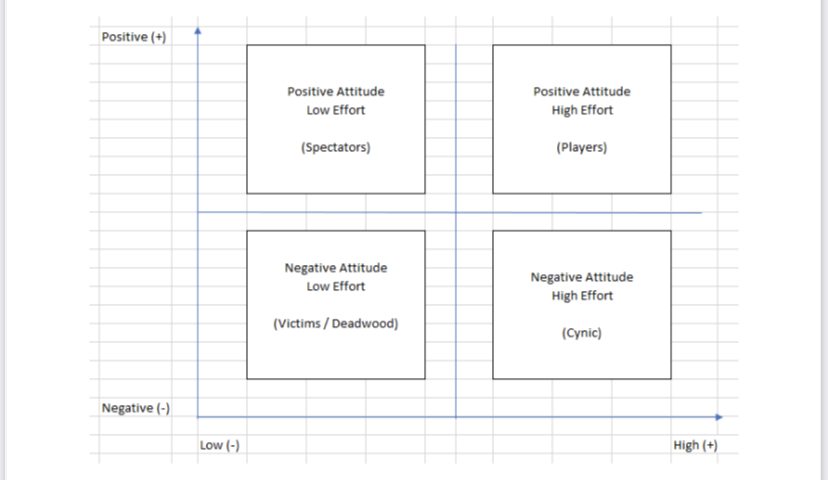 Positive (+)
Positive Attitude
Low Effort
(Spectators)
Positive Attitude
High Effort
(Players)
Negative Attitude
Low Effort
(Victims / Deadwood)
Negative Attitude
High Effort
(Cynic)
Negative (-)
Low (-)
High (+)